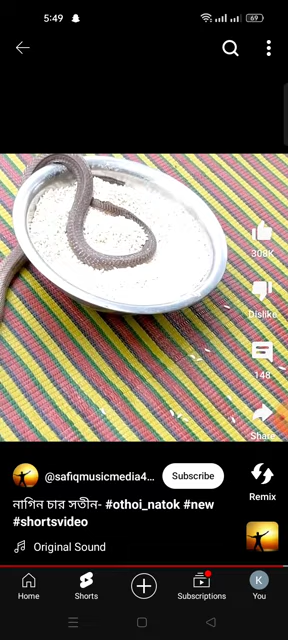 5:49
69
308K
Dislike
148
Share
@safiqmusicmedia4...
Subscribe
নাগিন চার সতীন- #othoi_natok #new
#shortsvideo
Remix
Original Sound
Home
Shorts
Subscriptions
K
You